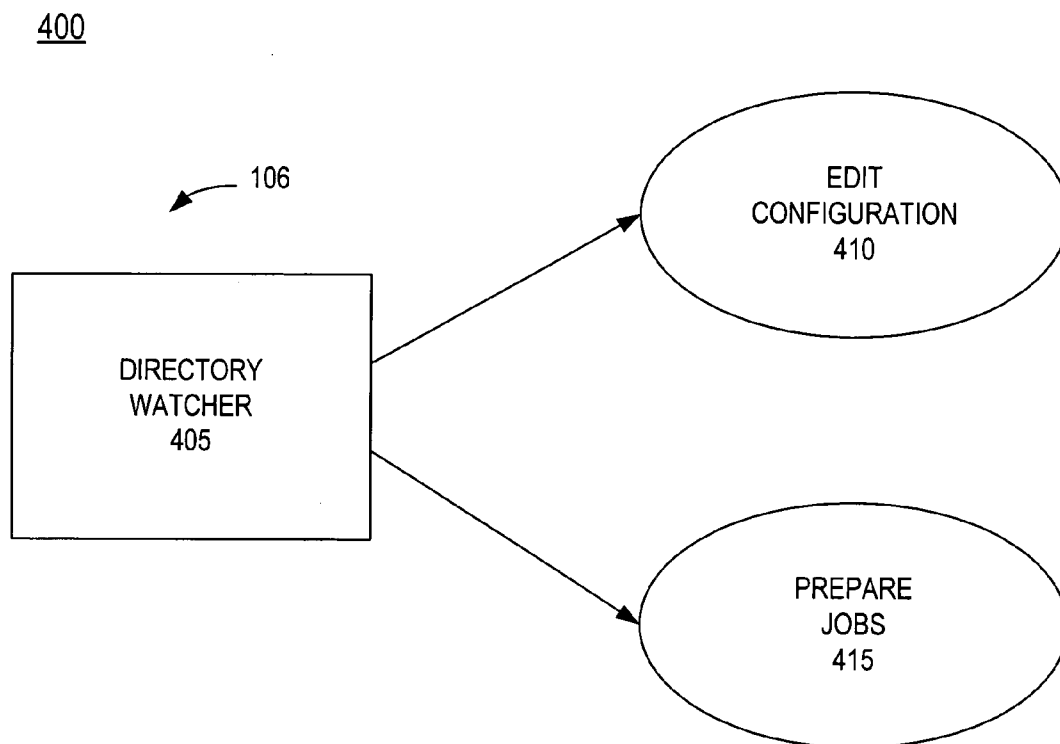 400
106
EDIT
CONFIGURATION
410
DIRECTORY
WATCHER
405
PREPARE
JOBS
415